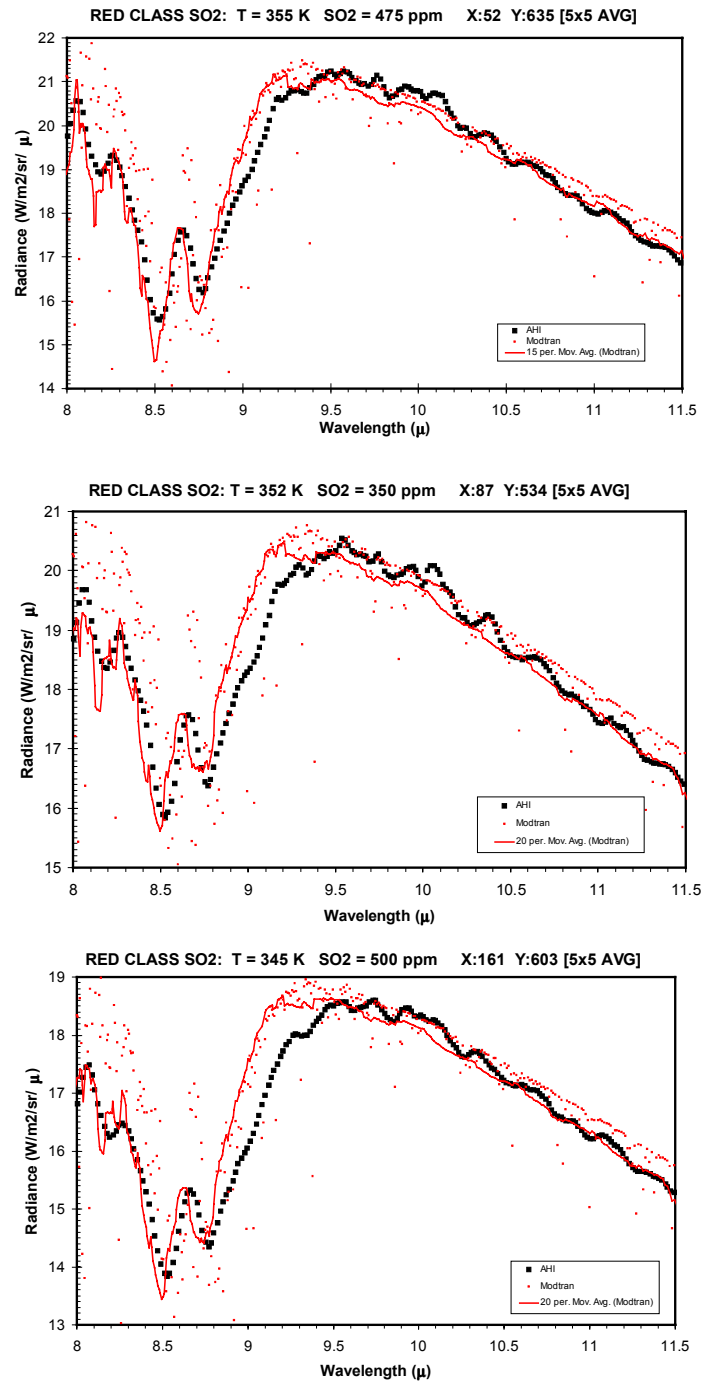 RED CLASS SO2: T = 355 K SO2 = 475 ppm X:52 Y:635 [5x5 AVG]
22
21
20
19
18
17
16
15
14
Radiance (W/m2/sr/ μ)
AHI
Modtran
15 per. Mov. Avg. (Modtran)
8 8.5 9 9.5 10 10.5 11 11.5
Wavelength (μ)
RED CLASS SO2: T = 352 K SO2 = 350 ppm X:87 Y:534 [5x5 AVG]
21
20
19
18
17
16
15
Radiance (W/m2/sr/ μ)
AHI
Modtran
20 per. Mov. Avg. (Modtran)
8 8.5 9 9.5 10 10.5 11 11.5
Wavelength (μ)
RED CLASS SO2: T = 345 K SO2 = 500 ppm X:161 Y:603 [5x5 AVG]
19
18
17
16
15
14
13
Radiance (W/m2/sr/ μ)
AHI
Modtran
20 per. Mov. Avg. (Modtran)
8 8.5 9 9.5 10 10.5 11 11.5
Wavelength (μ)